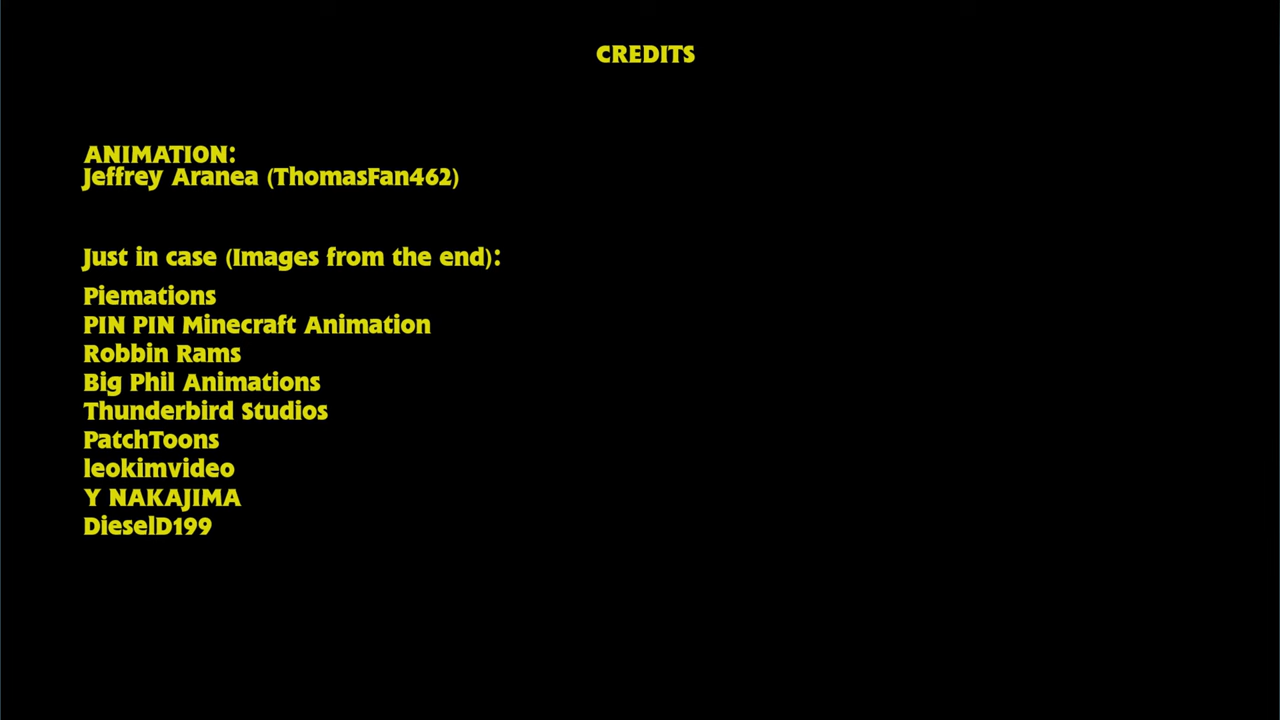 CREDITS
ANIMATION:
Jeffrey Aranea (ThomasFan462)
Just in case (Images from the end):
Piemations
PIN PIN Minecraft Animation
Robbin Rams
Big Phil Animations
Thunderbird Studios
PatchToons
leokimvideo
Y NAKAJIMA
DieselD199